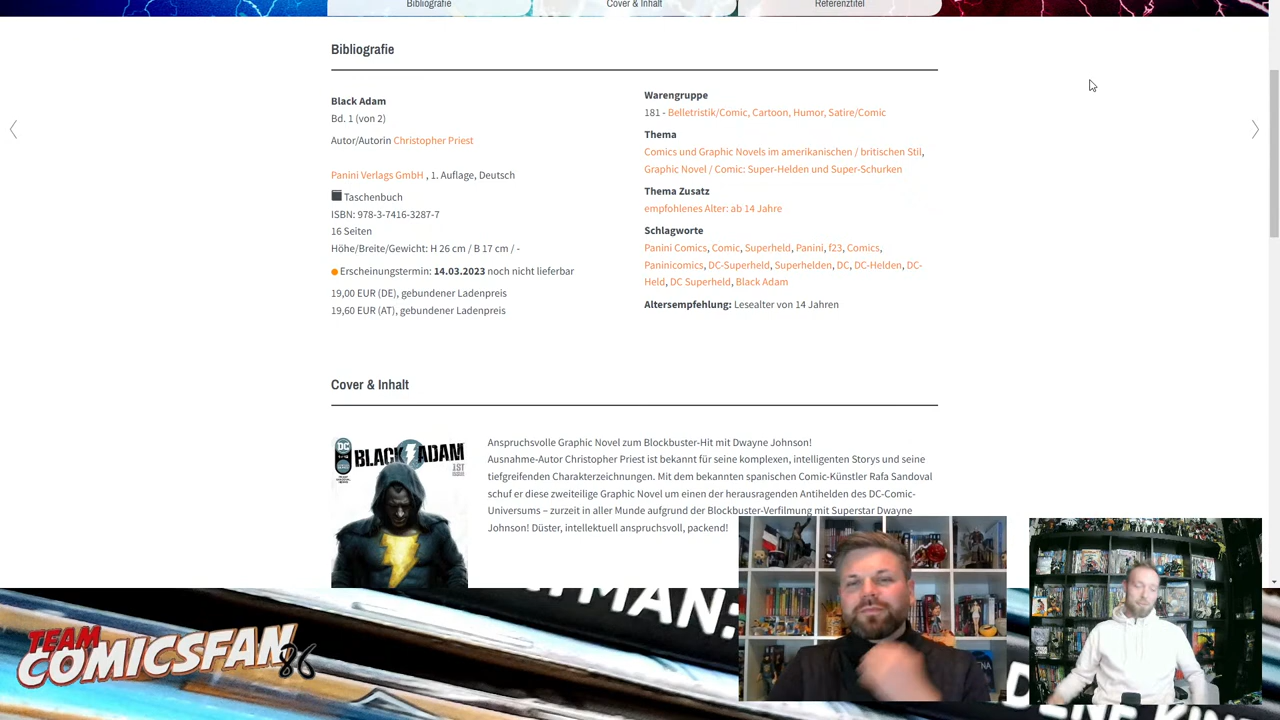 Bibliografie
Cover & Inhalt
Referenztitel
Bibliografie
Black Adam
Bd. 1 (von 2)
Autor/Autorin Christopher Priest
Panini Verlags GmbH , 1. Auflage, Deutsch
Taschenbuch
ISBN: 978-3-7416-3287-7
16 Seiten
Höhe/Breite/Gewicht: H 26 cm / B 17 cm / -
Erscheinungstermin: 14.03.2023 noch nicht lieferbar
19,00 EUR (DE), gebundener Ladenpreis
19,60 EUR (AT), gebundener Ladenpreis
Warengruppe
181 - Belletristik/Comic, Cartoon, Humor, Satire/Comic
Thema
Comics und Graphic Novels im amerikanischen / britischen Stil,
Graphic Novel / Comic: Super-Helden und Super-Schurken
Thema Zusatz
empfohlenes Alter: ab 14 Jahre
Schlagworte
Panini Comics, Comic, Superheld, Panini, f23, Comics,
Paninicomics, DC-Superheld, Superhelden, DC, DC-Helden, DC-
Held, DC Superheld, Black Adam
Altersempfehlung: Lesealter von 14 Jahren
Cover & Inhalt
DC
BLACK ADAM
1ST
Anspruchsvolle Graphic Novel zum Blockbuster-Hit mit Dwayne Johnson!
Ausnahme-Autor Christopher Priest ist bekannt für seine komplexen, intelligenten Storys und seine
tiefgreifenden Charakterzeichnungen. Mit dem bekannten spanischen Comic-Künstler Rafa Sandoval
schuf er diese zweiteilige Graphic Novel um einen der herausragenden Antihelden des DC-Comic-
Universums – zurzeit in aller Munde aufgrund der Blockbuster-Verfilmung mit Superstar Dwayne
Johnson! Düster, intellektuell anspruchsvoll, packend!
TEAM
COMICSFAN
86